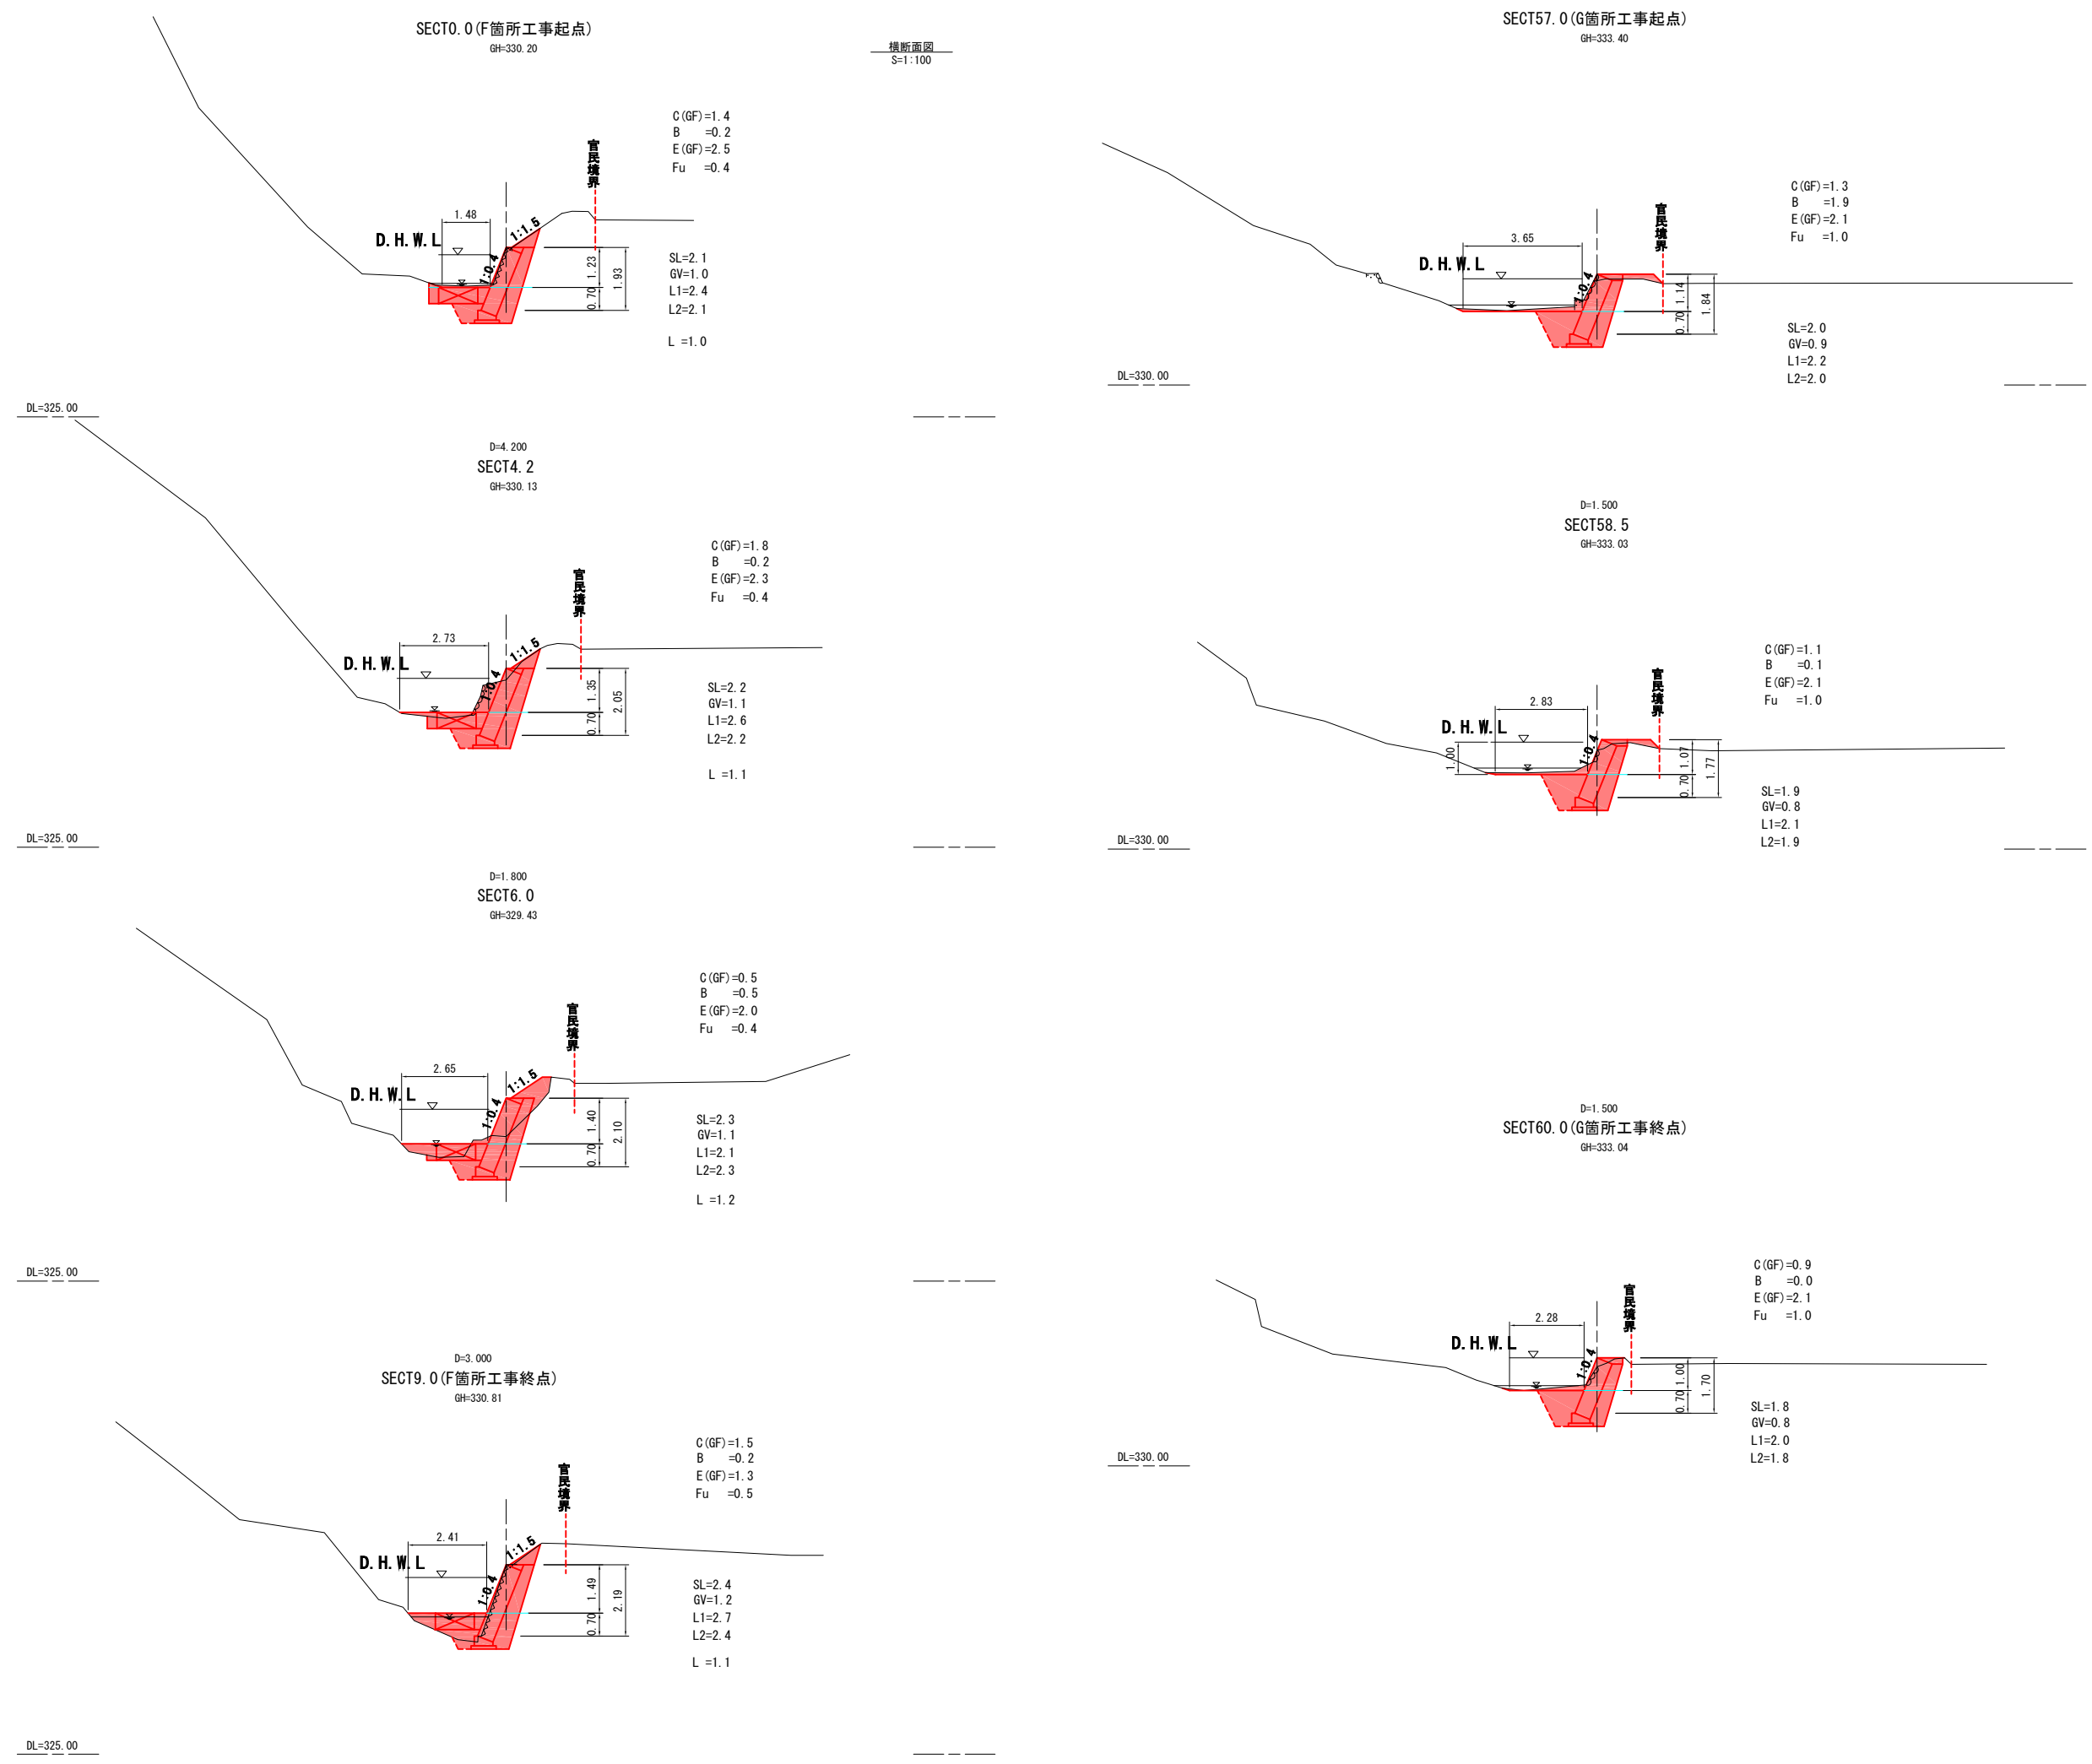 SECT0.0(F箇所工事起点)
GH=330.20
横断面図
S=1:100
C(GF)=1.4
B =0.2
E(GF)=2.5
Fu =0.4
官民境界
1.48
D.H.W.L
1:0.4
1:1.5
1.23
0.70
1.93
SL=2.1
GV=1.0
L1=2.4
L2=2.1
L =1.0
DL=325.00
D=4.200
SECT4.2
GH=330.13
C(GF)=1.8
B =0.2
E(GF)=2.3
Fu =0.4
官民境界
2.73
D.H.W.L
1:0.4
1:1.5
1.35
0.70
2.05
SL=2.2
GV=1.1
L1=2.6
L2=2.2
L =1.1
DL=325.00
D=1.800
SECT6.0
GH=329.43
C(GF)=0.5
B =0.5
E(GF)=2.0
Fu =0.4
官民境界
2.65
D.H.W.L
1:0.4
1:1.5
1.40
0.70
2.10
SL=2.3
GV=1.1
L1=2.1
L2=2.3
L =1.2
DL=325.00
D=3.000
SECT9.0(F箇所工事終点)
GH=330.81
C(GF)=1.5
B =0.2
E(GF)=1.3
Fu =0.5
官民境界
2.41
D.H.W.L
1:0.4
1:1.5
1.49
0.70
2.19
SL=2.4
GV=1.2
L1=2.7
L2=2.4
L =1.1
DL=325.00
SECT57.0(G箇所工事起点)
GH=333.40
C(GF)=1.3
B =1.9
E(GF)=2.1
Fu =1.0
官民境界
3.65
D.H.W.L
1:0.4
1.14
0.70
1.84
SL=2.0
GV=0.9
L1=2.2
L2=2.0
DL=330.00
D=1.500
SECT58.5
GH=333.03
C(GF)=1.1
B =0.1
E(GF)=2.1
Fu =1.0
官民境界
2.83
D.H.W.L
1.00
1:0.4
1.07
0.70
1.77
SL=1.9
GV=0.8
L1=2.1
L2=1.9
DL=330.00
D=1.500
SECT60.0(G箇所工事終点)
GH=333.04
C(GF)=0.9
B =0.0
E(GF)=2.1
Fu =1.0
官民境界
2.28
D.H.W.L
1:0.4
1.00
0.70
1.70
SL=1.8
GV=0.8
L1=2.0
L2=1.8
DL=330.00